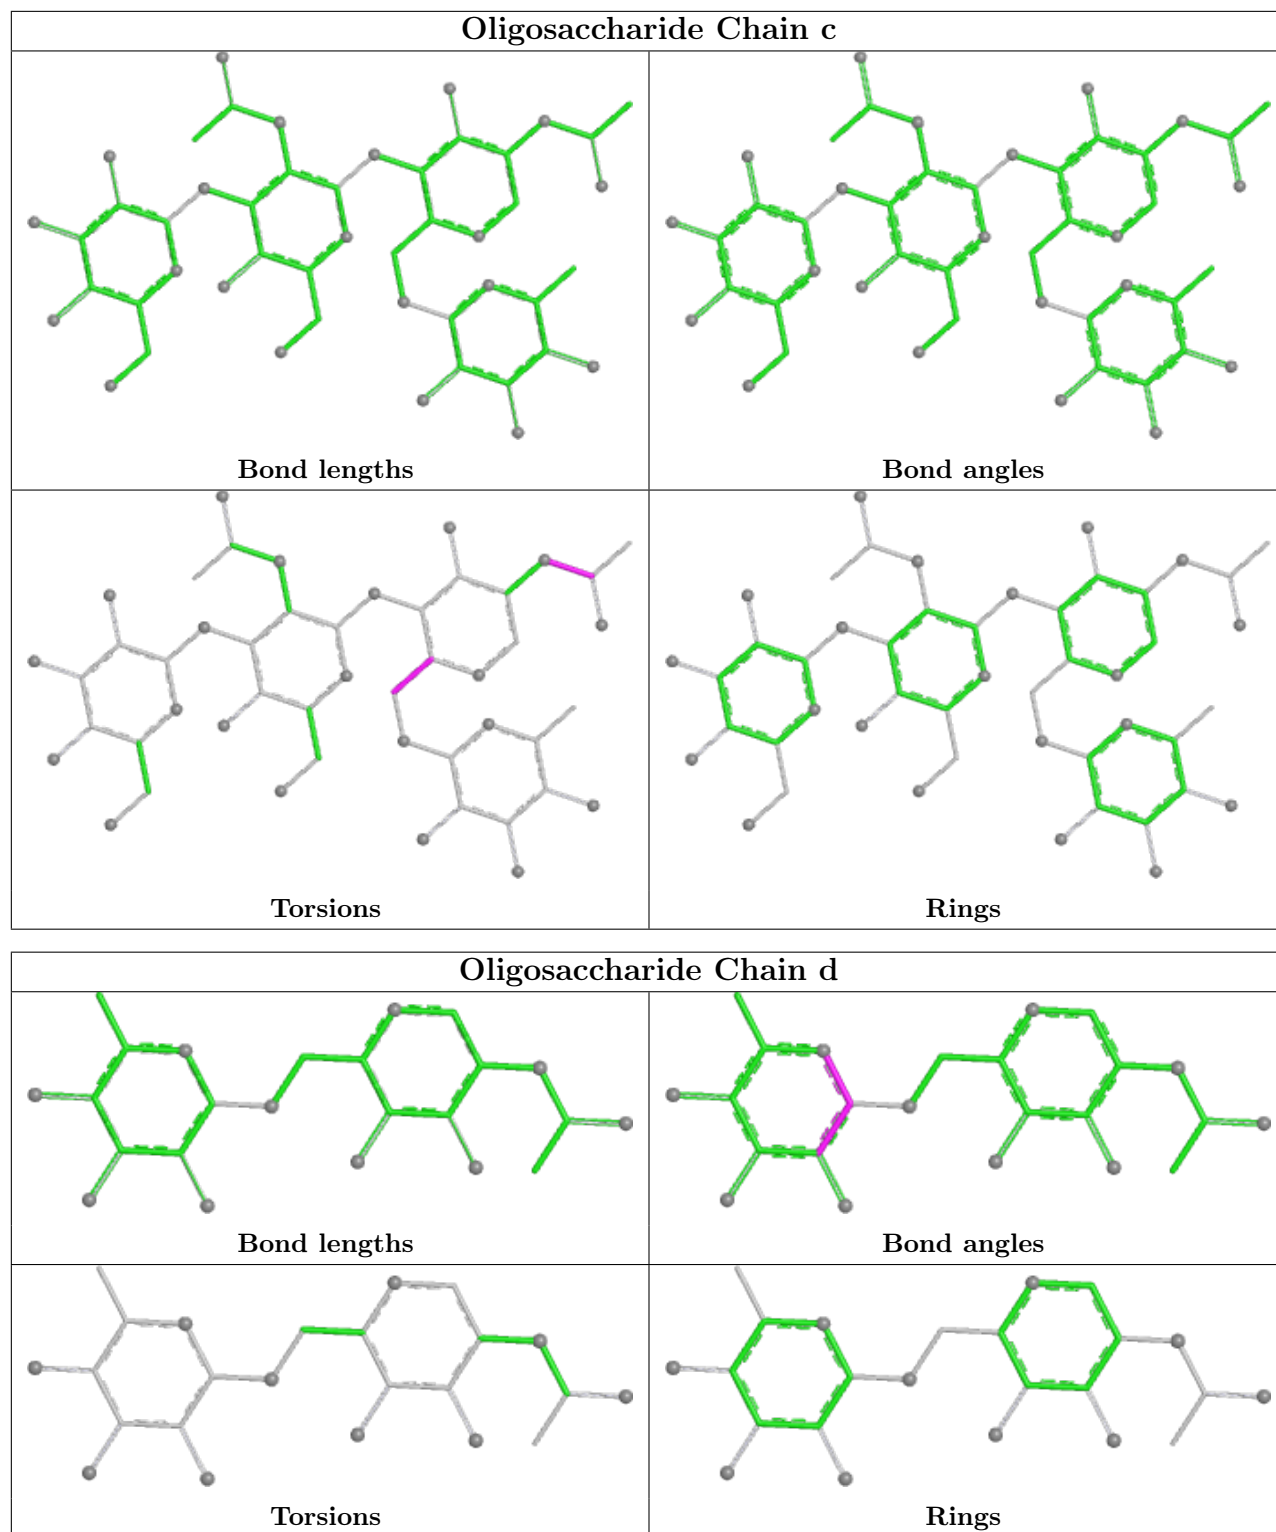 Oligosaccharide Chain c
Bond lengths
Bond angles
Torsions
Rings
Oligosaccharide Chain d
Bond lengths
Bond angles
Torsions
Rings